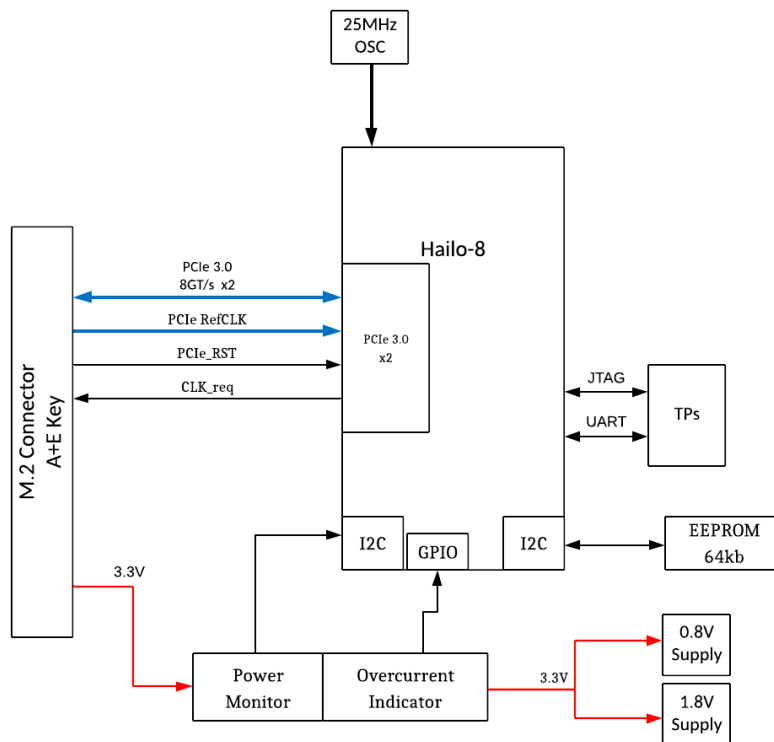 25MHz
OSC
Hailo-8
PCIe 3.0
8GT/s x2
PCIe RefCLK
PCIe_RST
CLK_req
PCIe 3.0
x2
M.2 Connector
A+E Key
JTAG
UART
TPs
I2C
GPIO
I2C
EEPROM
64kb
3.3V
Power
Monitor
Overcurrent
Indicator
3.3V
0.8V
Supply
1.8V
Supply